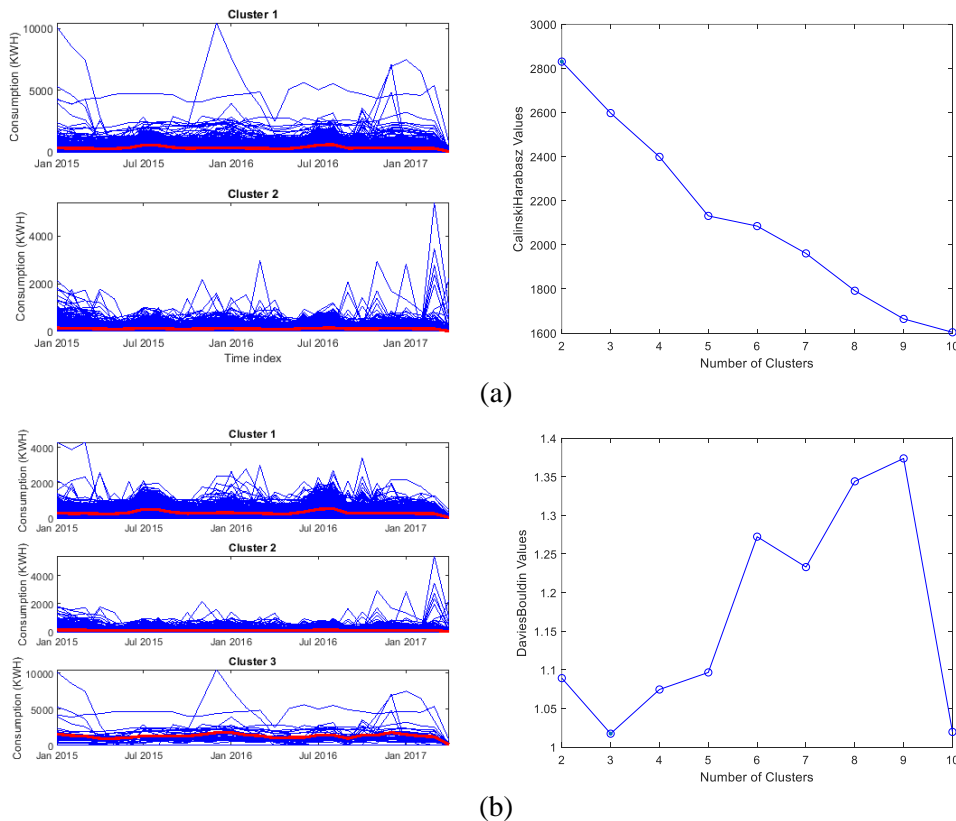 Cluster 1
Consumption (KWH)
10000
5000
0
Jan 2015
Jul 2015
Jan 2016
Jul 2016
Jan 2017
Cluster 2
Consumption (KWH)
4000
2000
0
Jan 2015
Jul 2015
Jan 2016
Jul 2016
Jan 2017
Time index
CalinskiHarabasz Values
3000
2800
2600
2400
2200
2000
1800
1600
2 3 4 5 6 7 8 9 10
Number of Clusters
(a)
Cluster 1
Consumption (KWH)
4000
2000
0
Jan 2015
Jul 2015
Jan 2016
Jul 2016
Jan 2017
Cluster 2
Consumption (KWH)
4000
2000
0
Jan 2015
Jul 2015
Jan 2016
Jul 2016
Jan 2017
Cluster 3
Consumption (KWH)
10000
5000
0
Jan 2015
Jul 2015
Jan 2016
Jul 2016
Jan 2017
DaviesBouldin Values
1.4
1.35
1.3
1.25
1.2
1.15
1.1
1.05
1
2 3 4 5 6 7 8 9 10
Number of Clusters
(b)